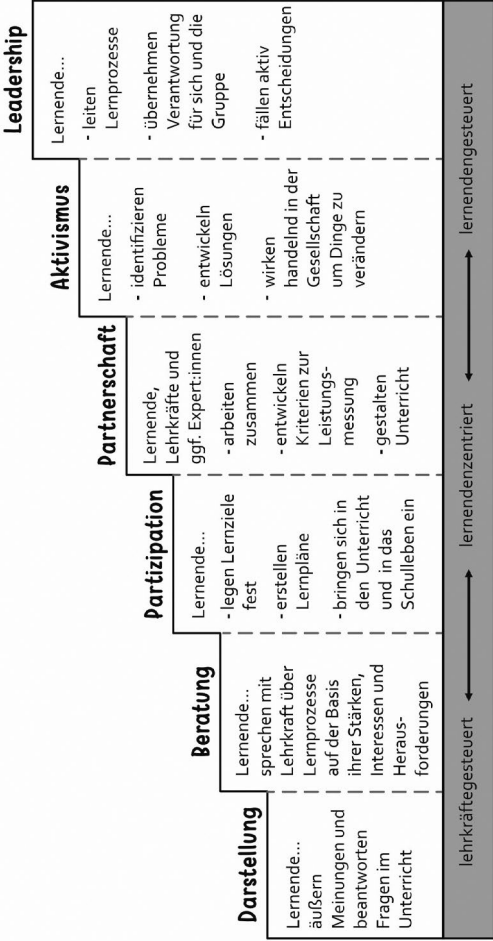 Darstellung
Lernende...
äußern
Meinungen und
beantworten
Fragen im
Unterricht
Beratung
Lernende...
sprechen mit
Lehrkraft über
Lernprozesse
auf der Basis
ihrer Stärken,
Interessen und
Heraus-
forderungen
Partizipation
Lernende...
- legen Lernziele
fest
- erstellen
Lernpläne
- bringen sich in
den Unterricht
und in das
Schulleben ein
Partnerschaft
Lernende,
Lehrkräfte und
ggf. Expert:innen
- arbeiten
zusammen
- entwickeln
Kriterien zur
Leistungs-
messung
- gestalten
Unterricht
Aktivismus
Lernende...
- identifizieren
Probleme
- entwickeln
Lösungen
- wirken
handelnd in der
Gesellschaft
um Dinge zu
verändern
Leadership
Lernende...
- leiten
Lernprozesse
- übernehmen
Verantwortung
für sich und die
Gruppe
- fällen aktiv
Entscheidungen
lehrkräftegesteuert
lernendenzentriert
lernendengesteuert